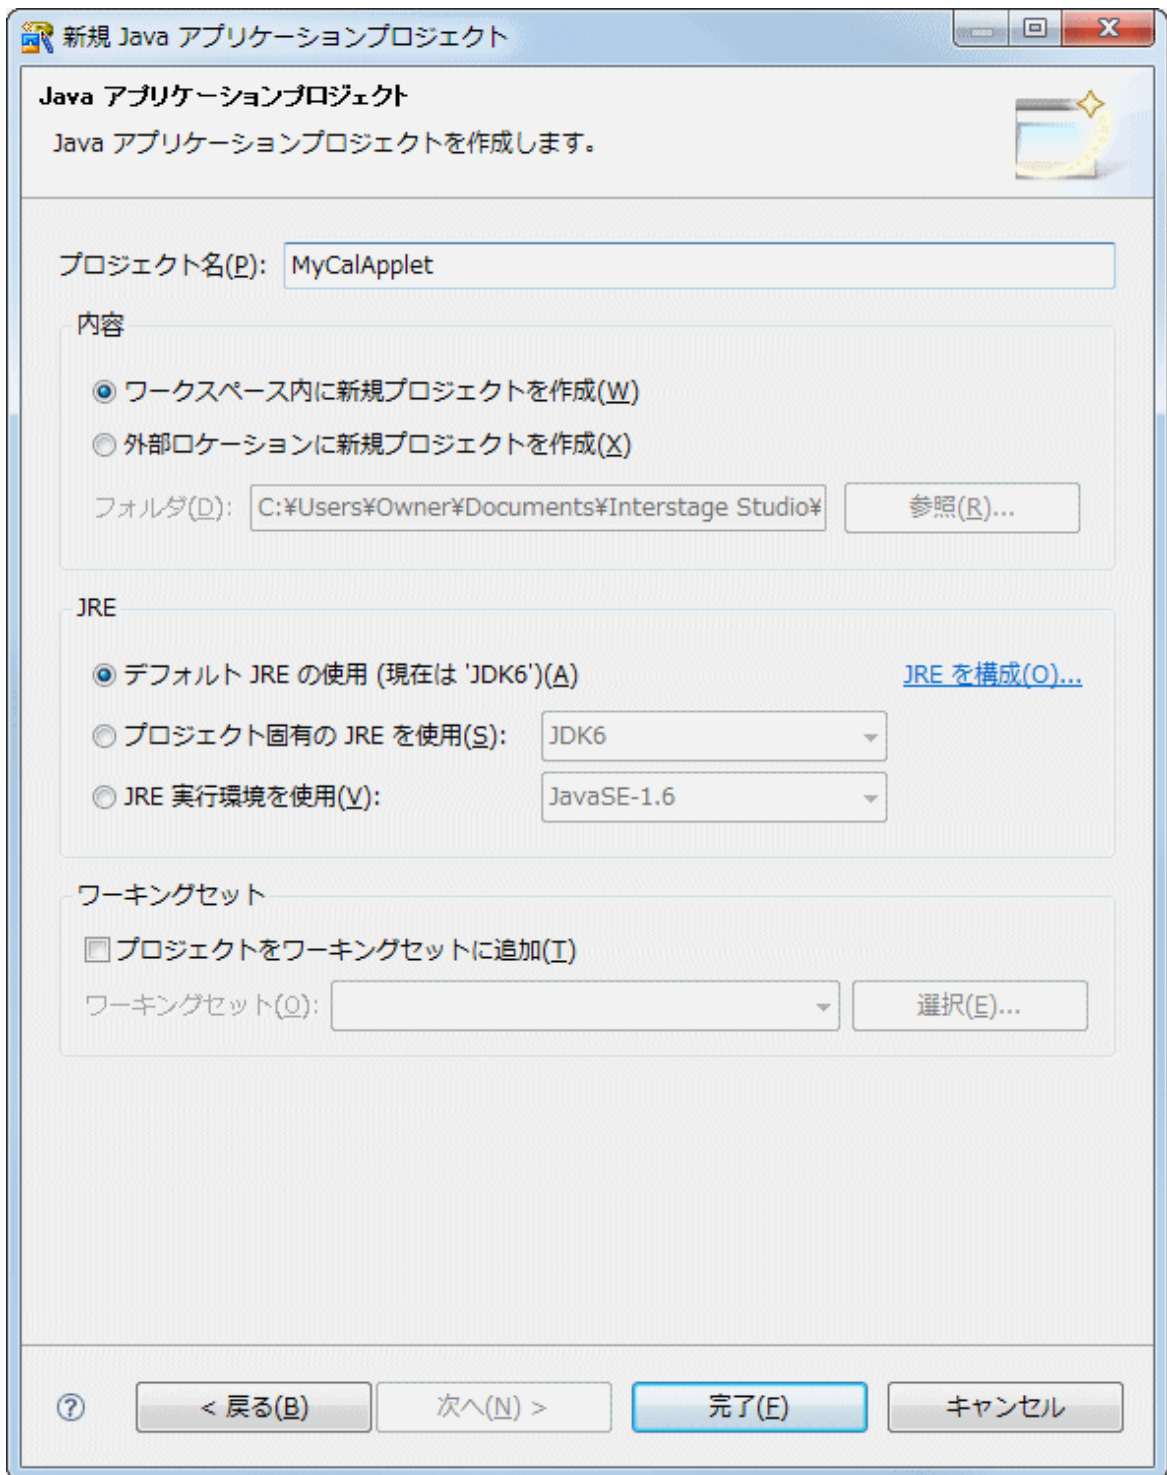 新規 Java アプリケーションプロジェクト
Java アプリケーションプロジェクト
Java アプリケーションプロジェクトを作成します。
プロジェクト名(P): MyCalApplet
内容
ワークスペース内に新規プロジェクトを作成(W)
外部ロケーションに新規プロジェクトを作成(X)
フォルダ(D): C:¥Users¥Owner¥Documents¥Interstage Studio¥ 参照(R)...
JRE
デフォルト JRE の使用 (現在は 'JDK6')(A) JRE を構成(O)...
プロジェクト固有の JRE を使用(S): JDK6
JRE 実行環境を使用(V): JavaSE-1.6
ワーキングセット
プロジェクトをワーキングセットに追加(T)
ワーキングセット(O): 選択(E)...
? < 戻る(B) 次へ(N) > 完了(F) キャンセル